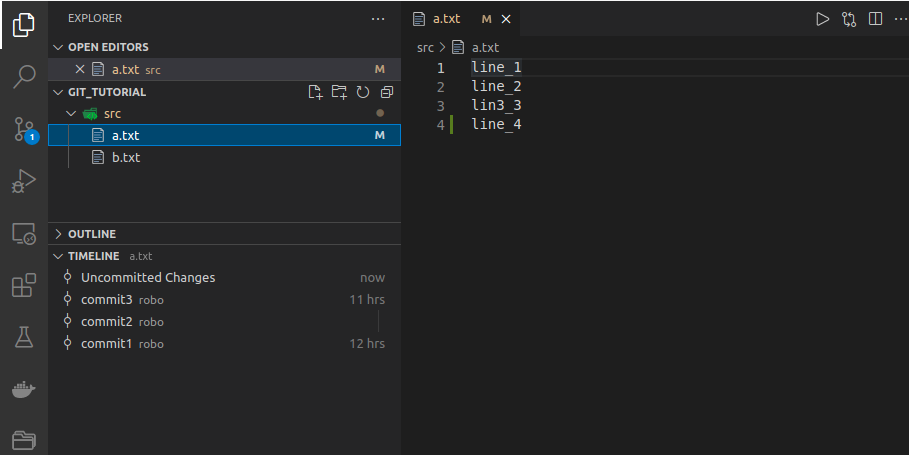 EXPLORER
OPEN EDITORS
a.txt src M
GIT_TUTORIAL
src
a.txt M
b.txt
OUTLINE
TIMELINE a.txt
Uncommitted Changes now
commit3 robo 11 hrs
commit2 robo
commit1 robo 12 hrs
1
a.txt M
src > a.txt
1 line_1
2 line_2
3 lin3_3
4 line_4